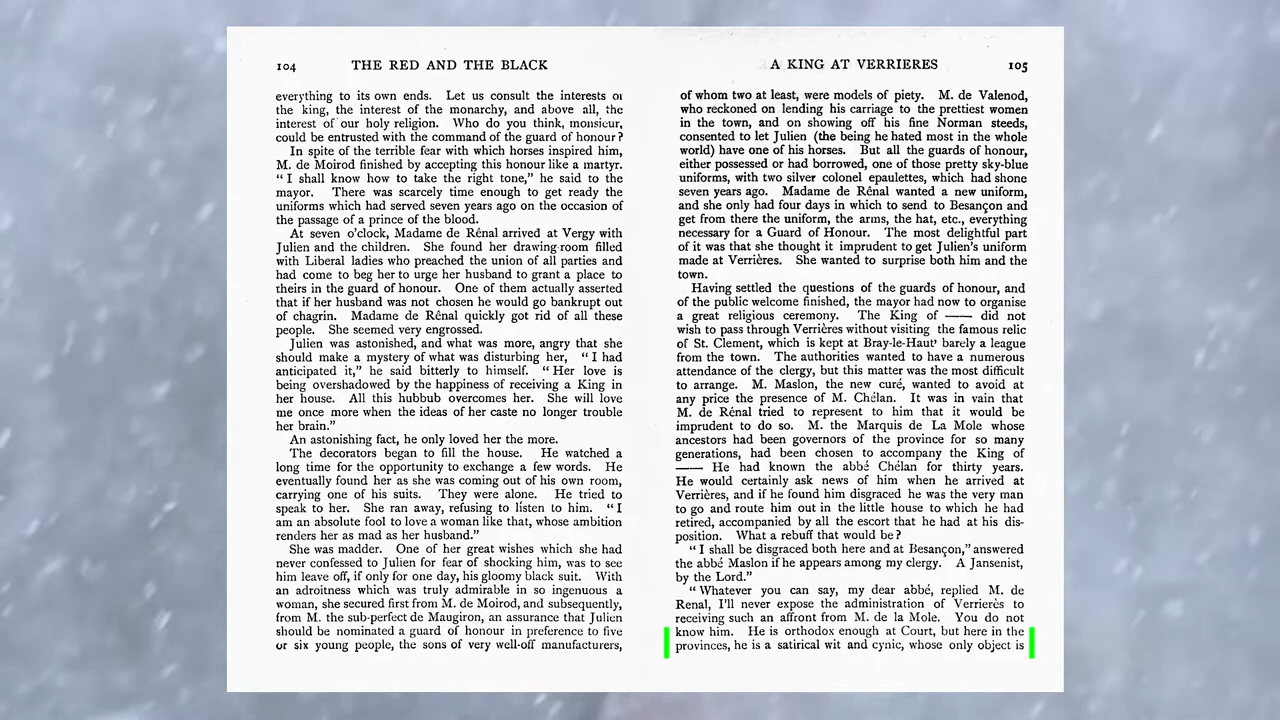 104 THE RED AND THE BLACK
everything to its own ends. Let us consult the interests of
the king, the interest of the monarchy, and above all, the
interest of our holy religion. Who do you think, monsieur,
could be entrusted with the command of the guard of honour?
In spite of the terrible fear with which horses inspired him,
M. de Moirod finished by accepting this honour like a martyr.
“I shall know how to take the right tone,” he said to the
mayor. There was scarcely time enough to get ready the
uniforms which had served seven years ago on the occasion of
the passage of a prince of the blood.
At seven o’clock, Madame de Rênal arrived at Vergy with
Julien and the children. She found her drawing room filled
with Liberal ladies who preached the union of all parties and
had come to beg her to urge her husband to grant a place to
theirs in the guard of honour. One of them actually asserted
that if her husband was not chosen he would go bankrupt out
of chagrin. Madame de Rênal quickly got rid of all these
people. She seemed very engrossed.
Julien was astonished, and what was more, angry that she
should make a mystery of what was disturbing her, “I had
anticipated it,” he said bitterly to himself. “Her love is
being overshadowed by the happiness of receiving a King in
her house. All this hubbub overcomes her. She will love
me once more when the ideas of her caste no longer trouble
her brain.”
An astonishing fact, he only loved her the more.
The decorators began to fill the house. He watched a
long time for the opportunity to exchange a few words. He
eventually found her as she was coming out of his own room,
carrying one of his suits. They were alone. He tried to
speak to her. She ran away, refusing to listen to him. “I
am an absolute fool to love a woman like that, whose ambition
renders her as mad as her husband.”
She was madder. One of her great wishes which she had
never confessed to Julien for fear of shocking him, was to see
him leave off, if only for one day, his gloomy black suit. With
an adroitness which was truly admirable in so ingenuous a
woman, she secured first from M. de Moirod, and subsequently,
from M. the sub-perfect de Maugiron, an assurance that Julien
should be nominated a guard of honour in preference to five
or six young people, the sons of very well-off manufacturers,
A KING AT VERRIERES 105
of whom two at least, were models of piety. M. de Valenod,
who reckoned on lending his carriage to the prettiest women
in the town, and on showing off his fine Norman steeds,
consented to let Julien (the being he hated most in the whole
world) have one of his horses. But all the guards of honour,
either possessed or had borrowed, one of those pretty sky-blue
uniforms, with two silver colonel epaulettes, which had shone
seven years ago. Madame de Rênal wanted a new uniform,
and she only had four days in which to send to Besançon and
get from there the uniform, the arms, the hat, etc., everything
necessary for a Guard of Honour. The most delightful part
of it was that she thought it imprudent to get Julien’s uniform
made at Verrières. She wanted to surprise both him and the
town.
Having settled the questions of the guards of honour, and
of the public welcome finished, the mayor had now to organise
a great religious ceremony. The King of —— did not
wish to pass through Verrières without visiting the famous relic
of St. Clement, which is kept at Bray-le-Haut’ barely a league
from the town. The authorities wanted to have a numerous
attendance of the clergy, but this matter was the most difficult
to arrange. M. Maslon, the new curé, wanted to avoid at
any price the presence of M. Chélan. It was in vain that
M. de Rénal tried to represent to him that it would be
imprudent to do so. M. the Marquis de La Mole whose
ancestors had been governors of the province for so many
generations, had been chosen to accompany the King of
—— He had known the abbé Chélan for thirty years.
He would certainly ask news of him when he arrived at
Verrières, and if he found him disgraced he was the very man
to go and route him out in the little house to which he had
retired, accompanied by all the escort that he had at his dis-
position. What a rebuff that would be?
“I shall be disgraced both here and at Besançon,” answered
the abbé Maslon if he appears among my clergy. A Jansenist,
by the Lord.”
“Whatever you can say, my dear abbé, replied M. de
Renal, I’ll never expose the administration of Verrierès to
receiving such an affront from M. de la Mole. You do not
know him. He is orthodox enough at Court, but here in the
provinces, he is a satirical wit and cynic, whose only object is